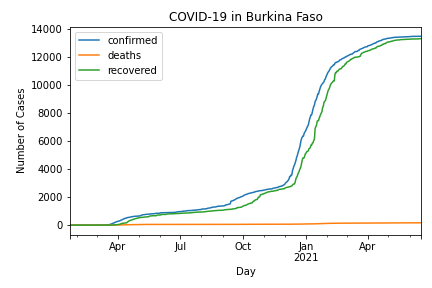 COVID-19 in Burkina Faso
confirmed
deaths
recovered
Number of Cases
14000
12000
10000
8000
6000
4000
2000
0
Apr
Jul
Oct
Jan
2021
Apr
Day